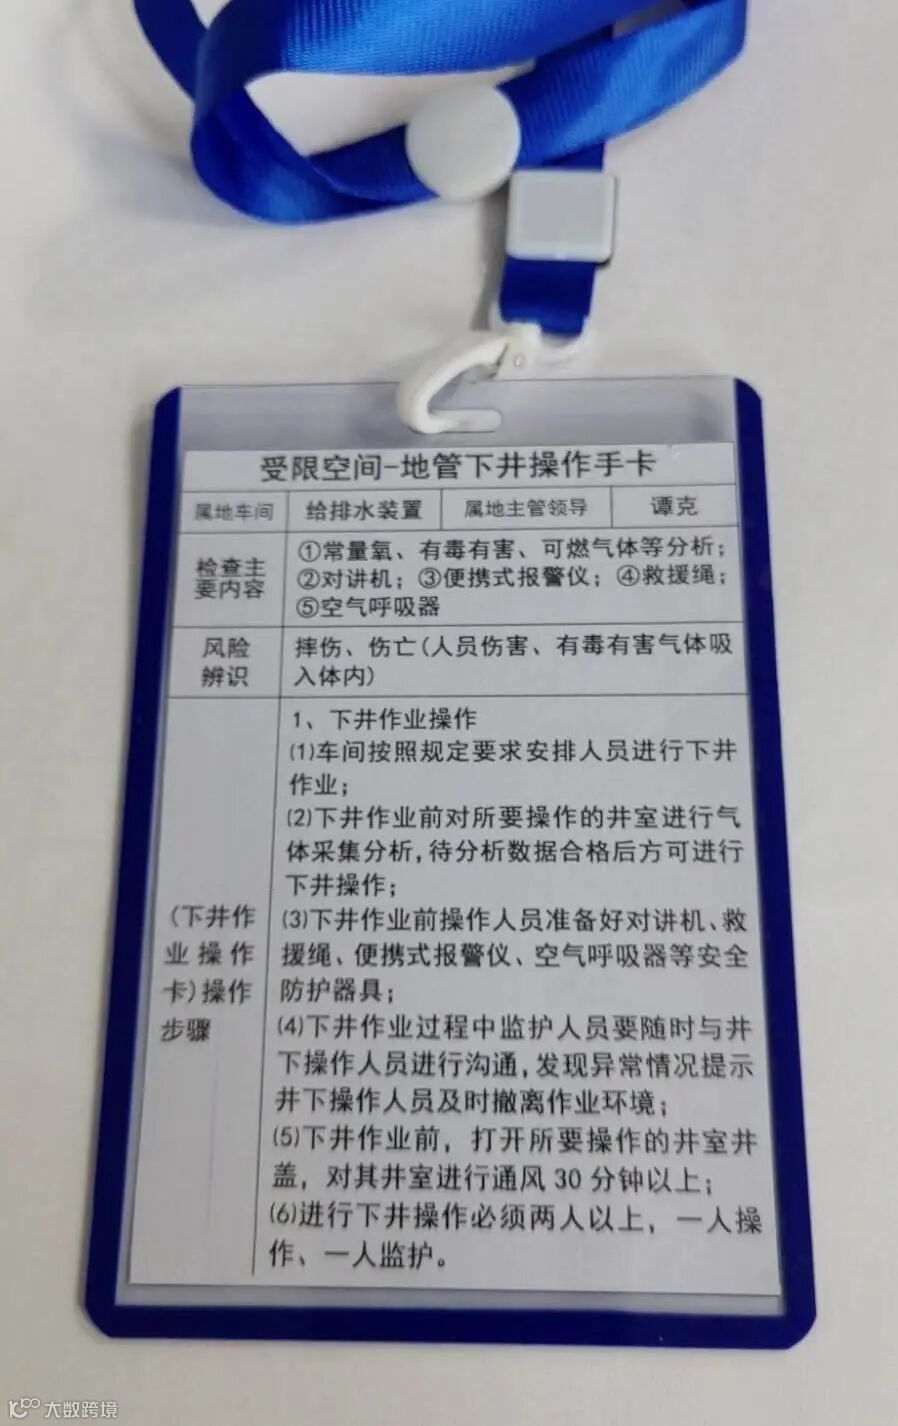 受限空间-地管下井操作手卡
属地车间 给排水装置 属地主管领导 谭克
检查主要内容
①常量氧、有毒有害、可燃气体等分析；
②对讲机；③便携式报警仪；④救援绳；
⑤空气呼吸器
风险辨识
摔伤、伤亡(人员伤害、有毒有害气体吸
入体内)
(下井作
业操作
卡)操作
步骤
1、下井作业操作
(1)车间按照规定要求安排人员进行下井
作业；
(2)下井作业前对所要操作的井室进行气
体采集分析,待分析数据合格后方可进行
下井操作；
(3)下井作业前操作人员准备好对讲机、救
援绳、便携式报警仪、空气呼吸器等安全
防护器具；
(4)下井作业过程中监护人员要随时与井
下操作人员进行沟通,发现异常情况提示
井下操作人员及时撤离作业环境；
(5)下井作业前，打开所要操作的井室井
盖，对其井室进行通风30分钟以上；
(6)进行下井操作必须两人以上，一人操
作、一人监护。
大数跨境